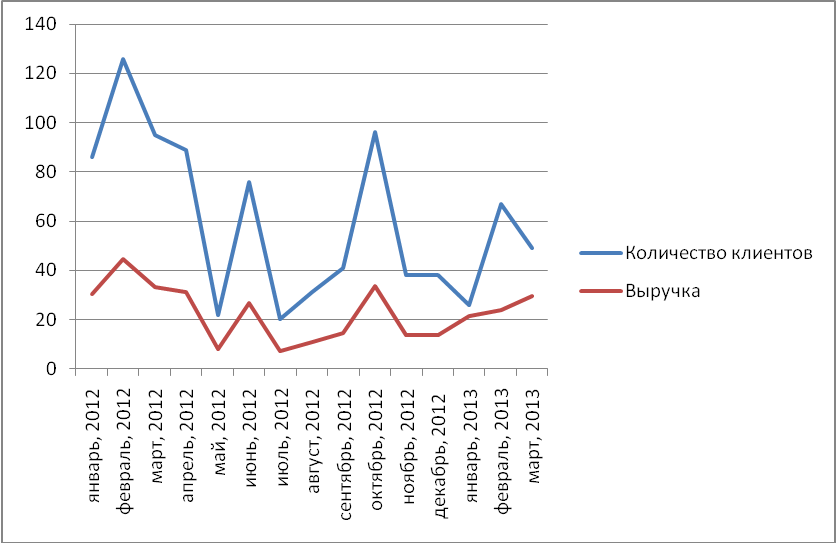 140
120
100
80
60
40
20
0
январь, 2012
февраль, 2012
март, 2012
апрель, 2012
май, 2012
июнь, 2012
июль, 2012
август, 2012
сентябрь, 2012
октябрь, 2012
ноябрь, 2012
декабрь, 2012
январь, 2013
февраль, 2013
март, 2013
Количество клиентов
Выручка